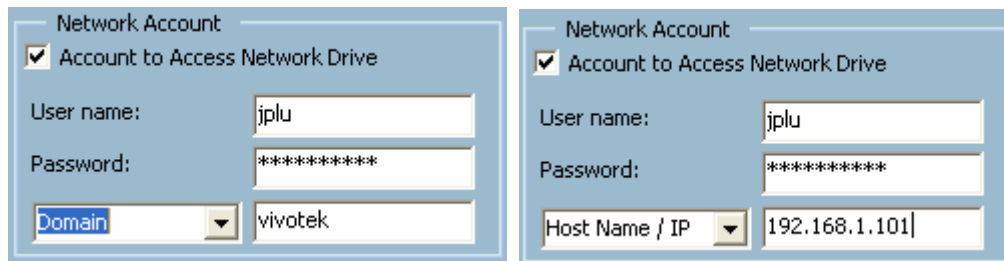 Network Account
Account to Access Network Drive
User name: jplu
Password: **********
Domain vivotek
Network Account
Account to Access Network Drive
User name: jplu
Password: **********
Host Name / IP 192.168.1.101